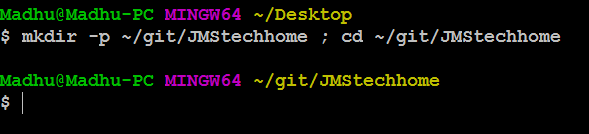 Madhu@Madhu-PC MINGW64 ~/Desktop
$ mkdir -p ~/git/JMStechhome ; cd ~/git/JMStechhome
Madhu@Madhu-PC MINGW64 ~/git/JMStechhome
$